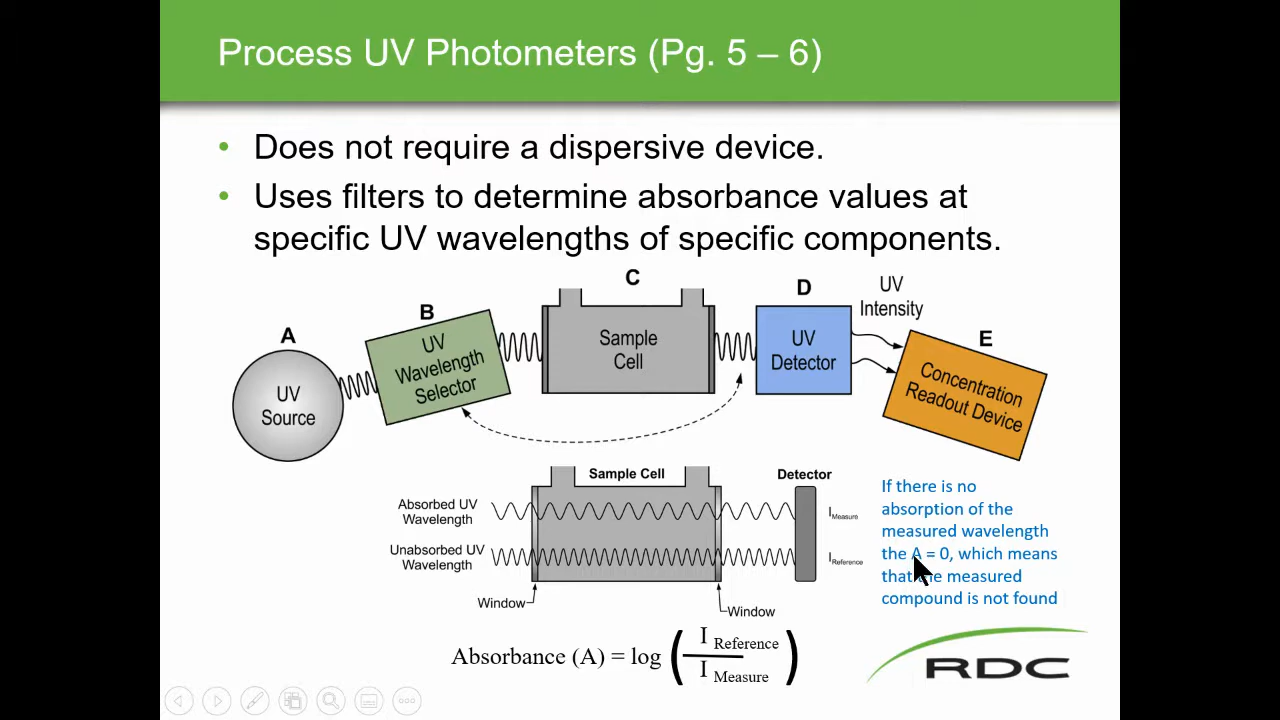 Process UV Photometers (Pg. 5 – 6)
• Does not require a dispersive device.
• Uses filters to determine absorbance values at
specific UV wavelengths of specific components.
A
UV
Source
B
UV
Wavelength
Selector
C
Sample
Cell
D
UV
Detector
UV
Intensity
E
Concentration
Readout Device
Sample Cell
Detector
Absorbed UV
Wavelength
I Measure
Unabsorbed UV
Wavelength
I Reference
Window
Window
If there is no
absorption of the
measured wavelength
the A = 0, which means
that the measured
compound is not found
Absorbance (A) = log ( I Reference / I Measure )
RDC